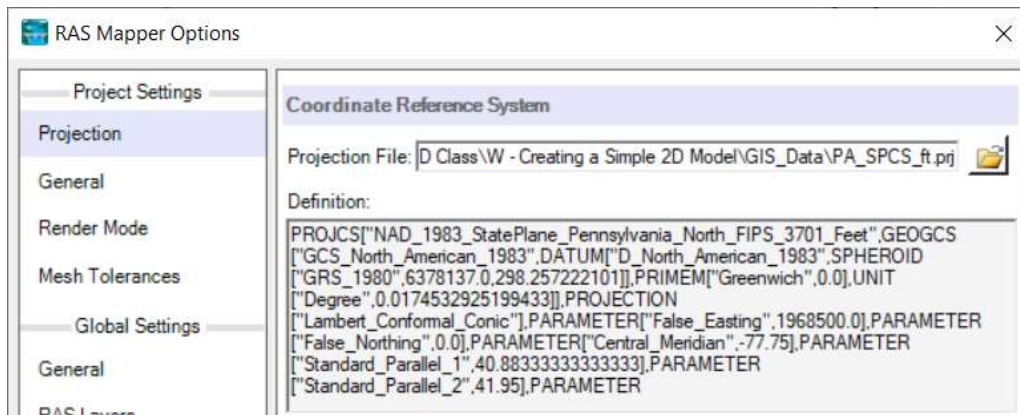 RAS Mapper Options
Project Settings
Projection
General
Render Mode
Mesh Tolerances
Global Settings
General
RAS Layers
Coordinate Reference System
Projection File: D Class\W - Creating a Simple 2D Model\GIS_Data\PA_SPCS_ft.prj
Definition:
PROJCS["NAD_1983_StatePlane_Pennsylvania_North_FIPS_3701_Feet",GEOGCS
["GCS_North_American_1983",DATUM["D_North_American_1983",SPHEROID
["GRS_1980",6378137.0,298.257222101]],PRIMEM["Greenwich",0.0],UNIT
["Degree",0.0174532925199433]],PROJECTION
["Lambert_Conformal_Conic"],PARAMETER["False_Easting",1968500.0],PARAMETER
["False_Northing",0.0],PARAMETER["Central_Meridian",-77.75],PARAMETER
["Standard_Parallel_1",40.88333333333333],PARAMETER
["Standard_Parallel_2",41.95],PARAMETER